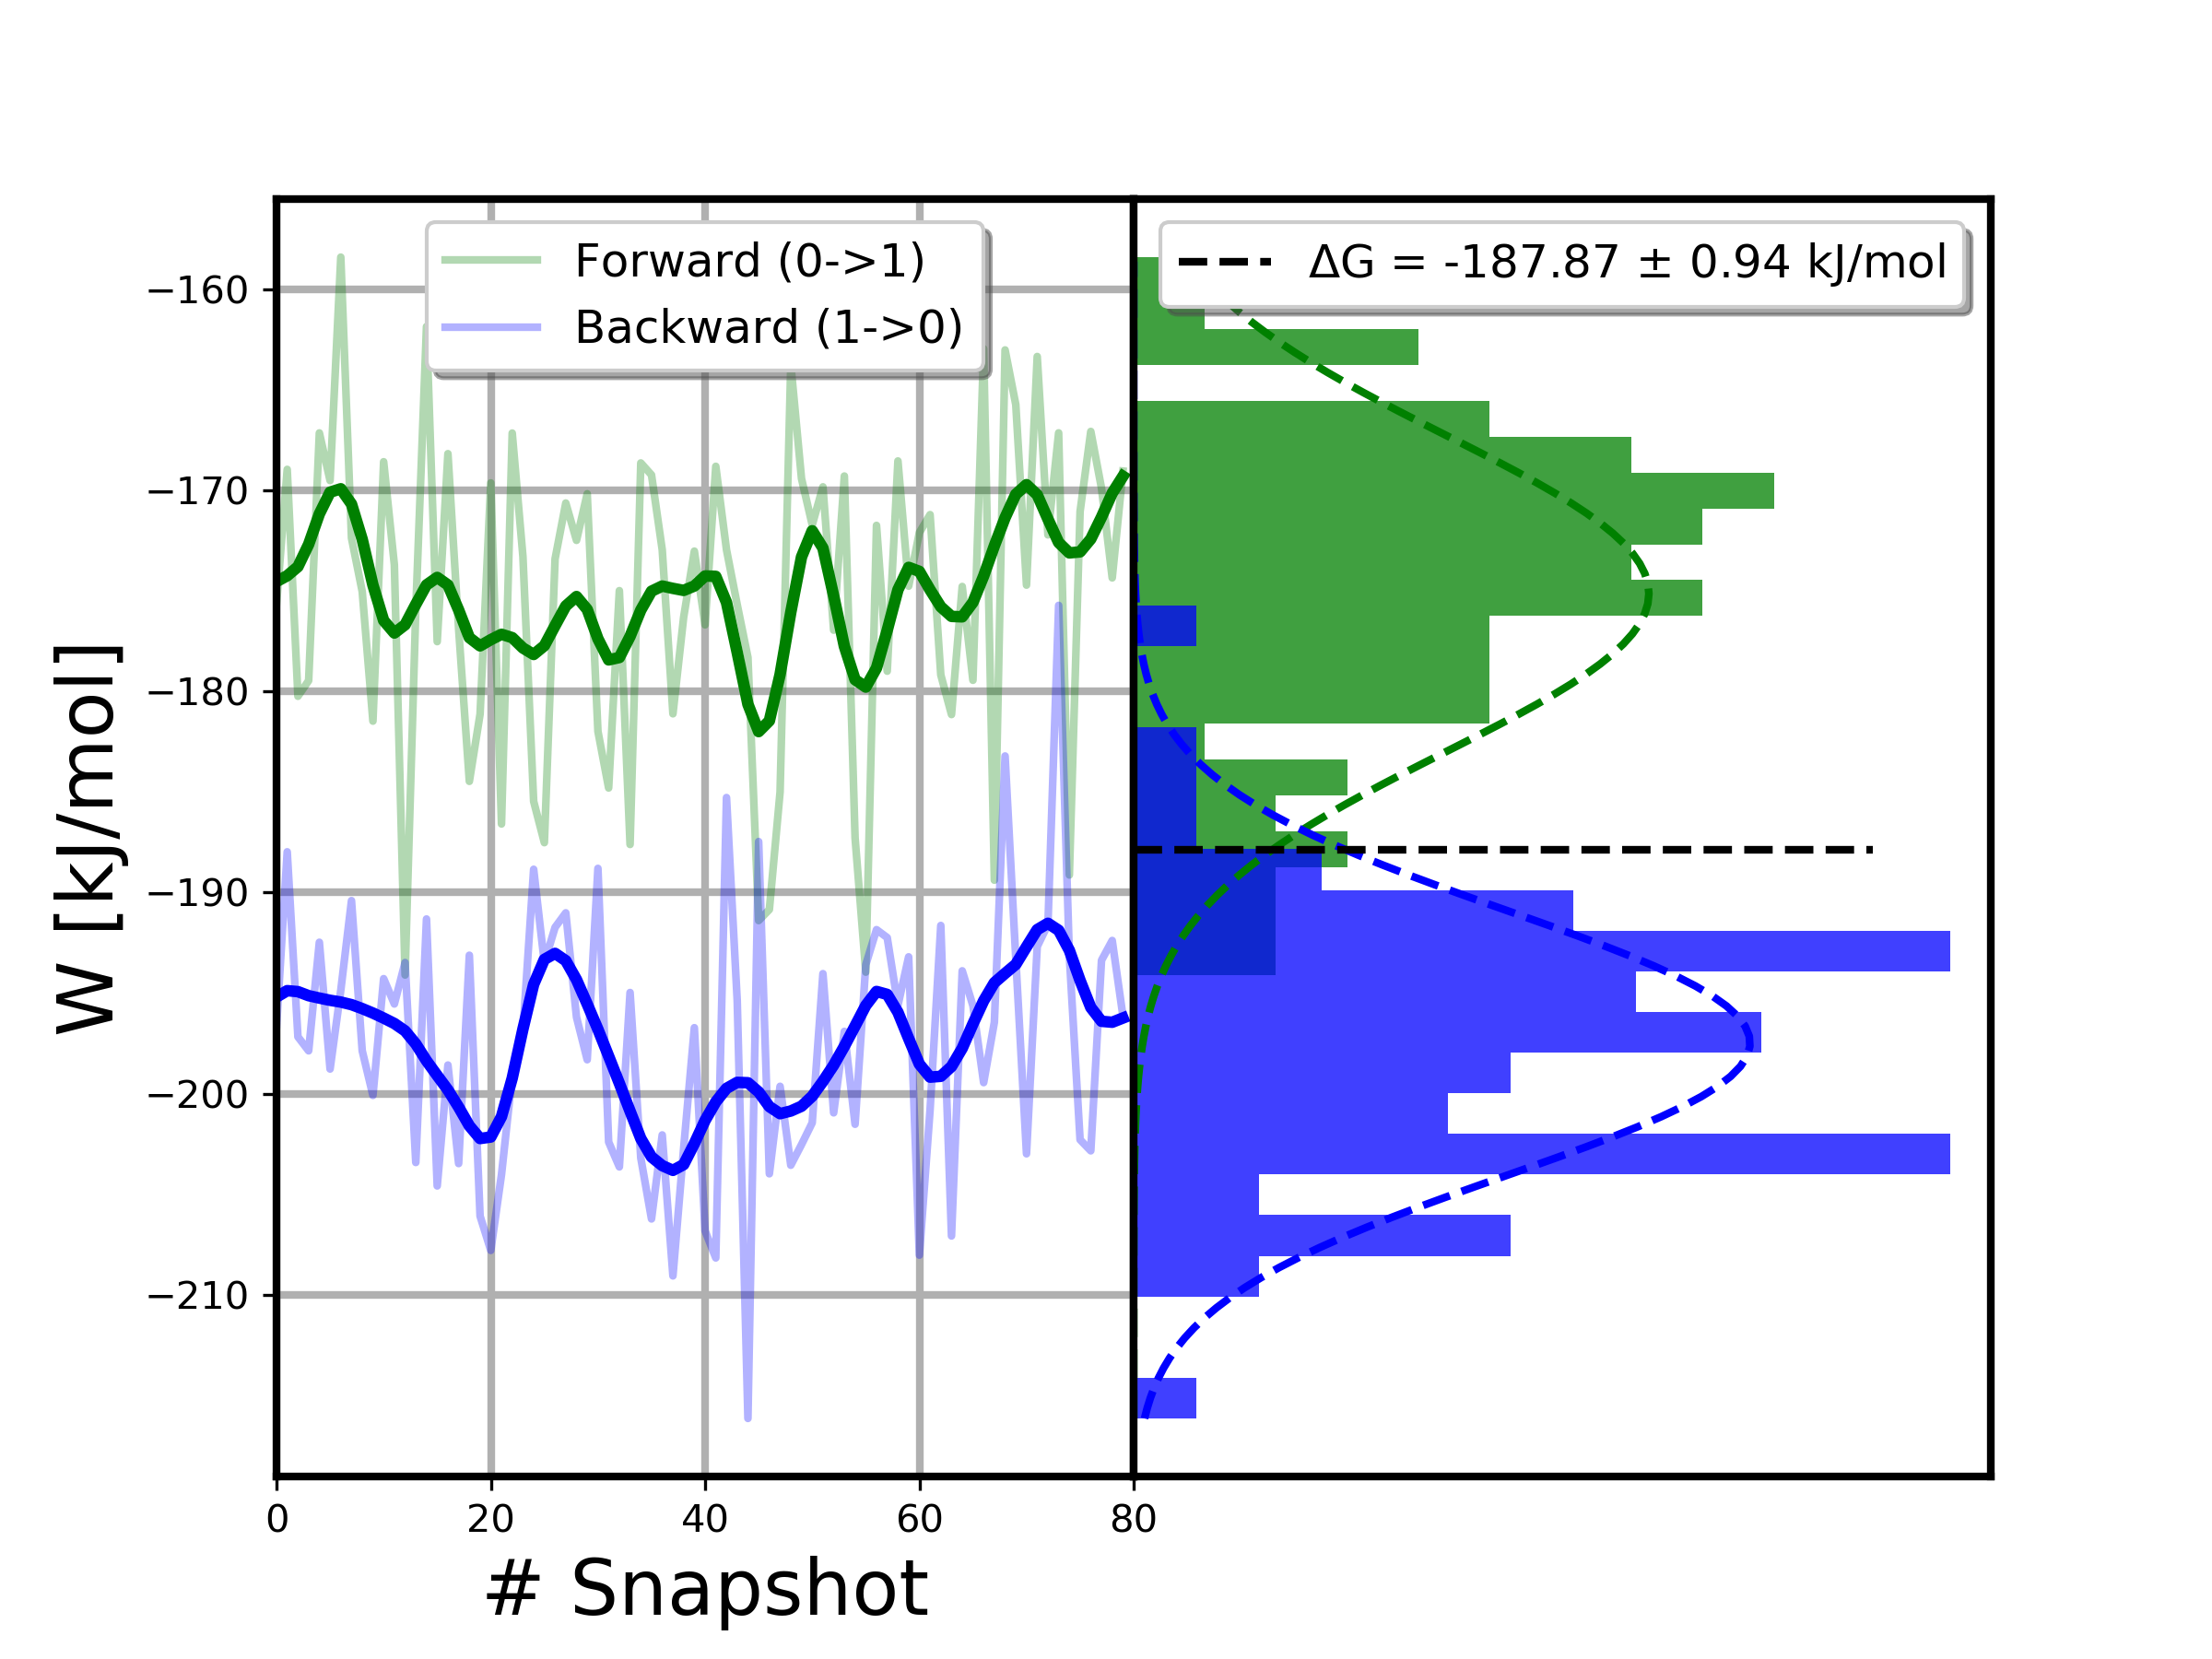 Forward (0->1)
Backward (1->0)
ΔG = -187.87 ± 0.94 kJ/mol
W [kJ/mol]
−160
−170
−180
−190
−200
−210
0 20 40 60 80
# Snapshot